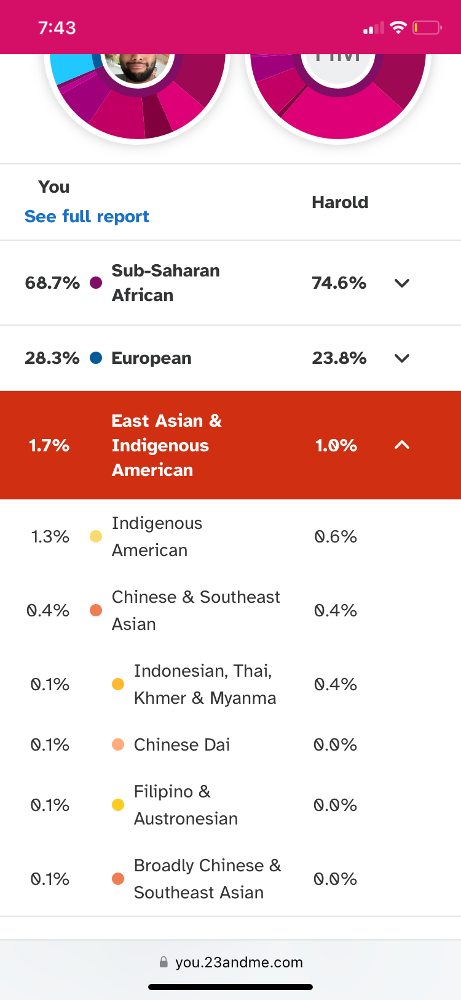 7:43
You
See full report
Harold
68.7%
Sub-Saharan
African
74.6%
28.3%
European
23.8%
1.7%
East Asian &
Indigenous
American
1.0%
1.3%
Indigenous
American
0.6%
0.4%
Chinese & Southeast
Asian
0.4%
0.1%
Indonesian, Thai,
Khmer & Myanma
0.4%
0.1%
Chinese Dai
0.0%
0.1%
Filipino &
Austronesian
0.0%
0.1%
Broadly Chinese &
Southeast Asian
0.0%
you.23andme.com